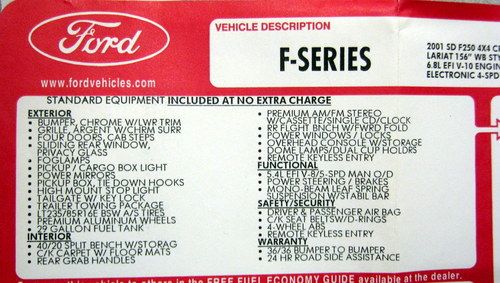 Ford
www.fordvehicles.com
VEHICLE DESCRIPTION
F-SERIES
2001 SD F250 4X4
LARIAT 156" WB
6.8L EFI V-10 ENGIN
ELECTRONIC 4-SPD
STANDARD EQUIPMENT INCLUDED AT NO EXTRA CHARGE
EXTERIOR
• BUMPER, CHROME W/LWR TRM
• GRILLE, ARGENT W/CHRM SURR
• FOUR DOORS, CAB STEPS
• SLIDING REAR WINDOW,
PRIVACY GLASS
• FOGLAMPS
• PICKUP / CARGO BOX LIGHT
• POWER MIRRORS
• PICKUP BOX, TIE DOWN HOOKS
• HIGH MOUNT STOP LIGHT
• TAILGATE W/ KEY LOCK
• TRAILER TOWING PACKAGE
• LT235/85R16E BSW A/S TIRES
• PREMIUM ALUMINUM WHEELS
• 29 GALLON FUEL TANK
INTERIOR
• 40/20 SPLIT BENCH W/STORAG
• C/K CARPET W/ FLOOR MATS
• REAR GRAB HANDLES
• PREMIUM AM/FM STEREO
W/CASSETTE/SINGLE CD/CLOCK
• RR FLGHT BNCH W/FWRD FOLD
• POWER WINDOWS / LOCKS
• OVERHEAD CONSOLE W/STORAGE
• DOME LAMPS/DUAL CUP HOLDRS
• REMOTE KEYLESS ENTRY
FUNCTIONAL
• 5.4L EFI V-8/5-SPD MAN O/D
• POWER STEERING / BRAKES
• MONO-BEAM LEAF SPRING
SUSPENSION W/STABIL BAR
SAFETY/SECURITY
• DRIVER & PASSENGER AIR BAG
• C/K SEAT BELTS W/D-RINGS
• 4-WHEEL ABS
• REMOTE KEYLESS ENTRY
WARRANTY
• 36/36 BUMPER TO BUMPER
• 24 HR ROAD SIDE ASSISTANCE
this vehicle to others in the FREE FUEL ECONOMY GUIDE available at the dealer.